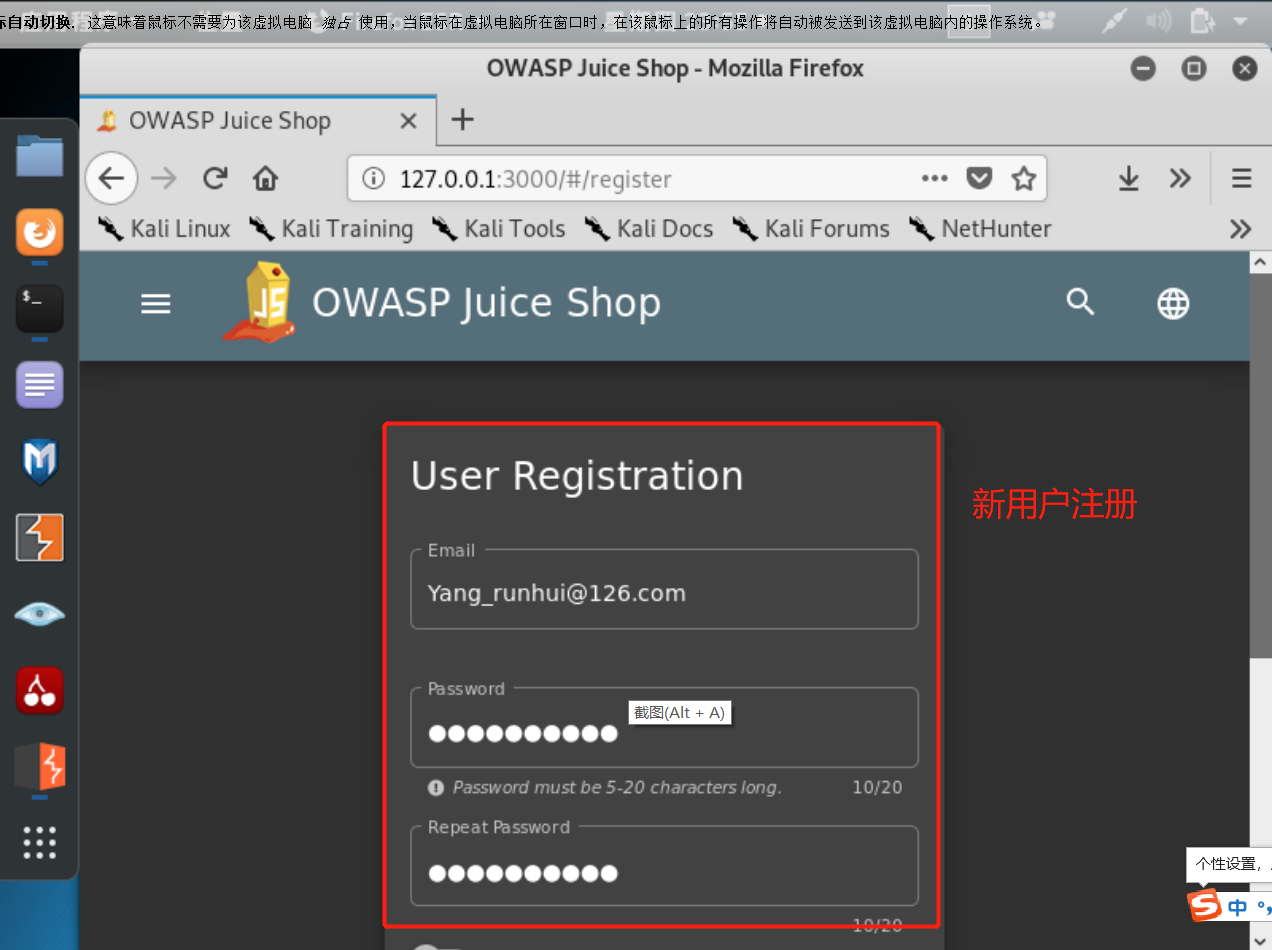 标自动切换. 这意味着鼠标不需要为该虚拟电脑 独占 使用，当鼠标在虚拟电脑所在窗口时，在该鼠标上的所有操作将自动被发送到该虚拟电脑内的操作系统。
OWASP Juice Shop - Mozilla Firefox
OWASP Juice Shop
127.0.0.1:3000/#/register
Kali Linux Kali Training Kali Tools Kali Docs Kali Forums NetHunter
$_
JS OWASP Juice Shop
User Registration
新用户注册
Email
Yang_runhui@126.com
Password
截图(Alt + A)
Password must be 5-20 characters long. 10/20
Repeat Password
个性设置，
S 中 °,
10/20